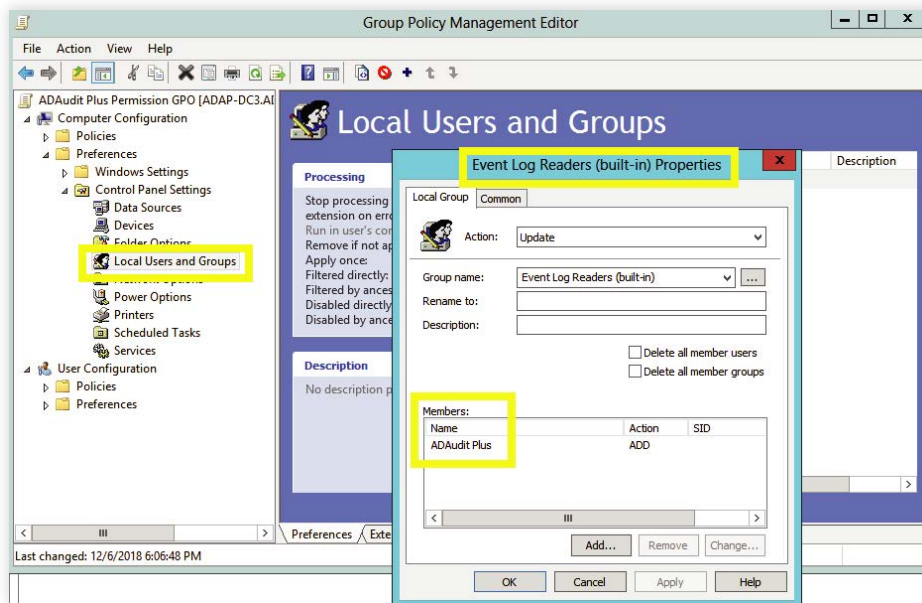 Group Policy Management Editor
File Action View Help
ADAudit Plus Permission GPO [ADAP-DC3.AI
Computer Configuration
Policies
Preferences
Windows Settings
Control Panel Settings
Data Sources
Devices
Folder Options
Local Users and Groups
Network Options
Power Options
Printers
Scheduled Tasks
Services
User Configuration
Policies
Preferences
Last changed: 12/6/2018 6:06:48 PM
Local Users and Groups
Processing
Stop processing
extension on erro
Run in user's con
Remove if not ap
Apply once:
Filtered directly:
Filtered by ances
Disabled directly
Disabled by ance
Description
No description p
Preferences Exte
Description
Event Log Readers (built-in) Properties
Local Group Common
Action: Update
Group name: Event Log Readers (built-in) ...
Rename to:
Description:
Delete all member users
Delete all member groups
Members:
Name Action SID
ADAudit Plus ADD
Add... Remove Change...
OK Cancel Apply Help